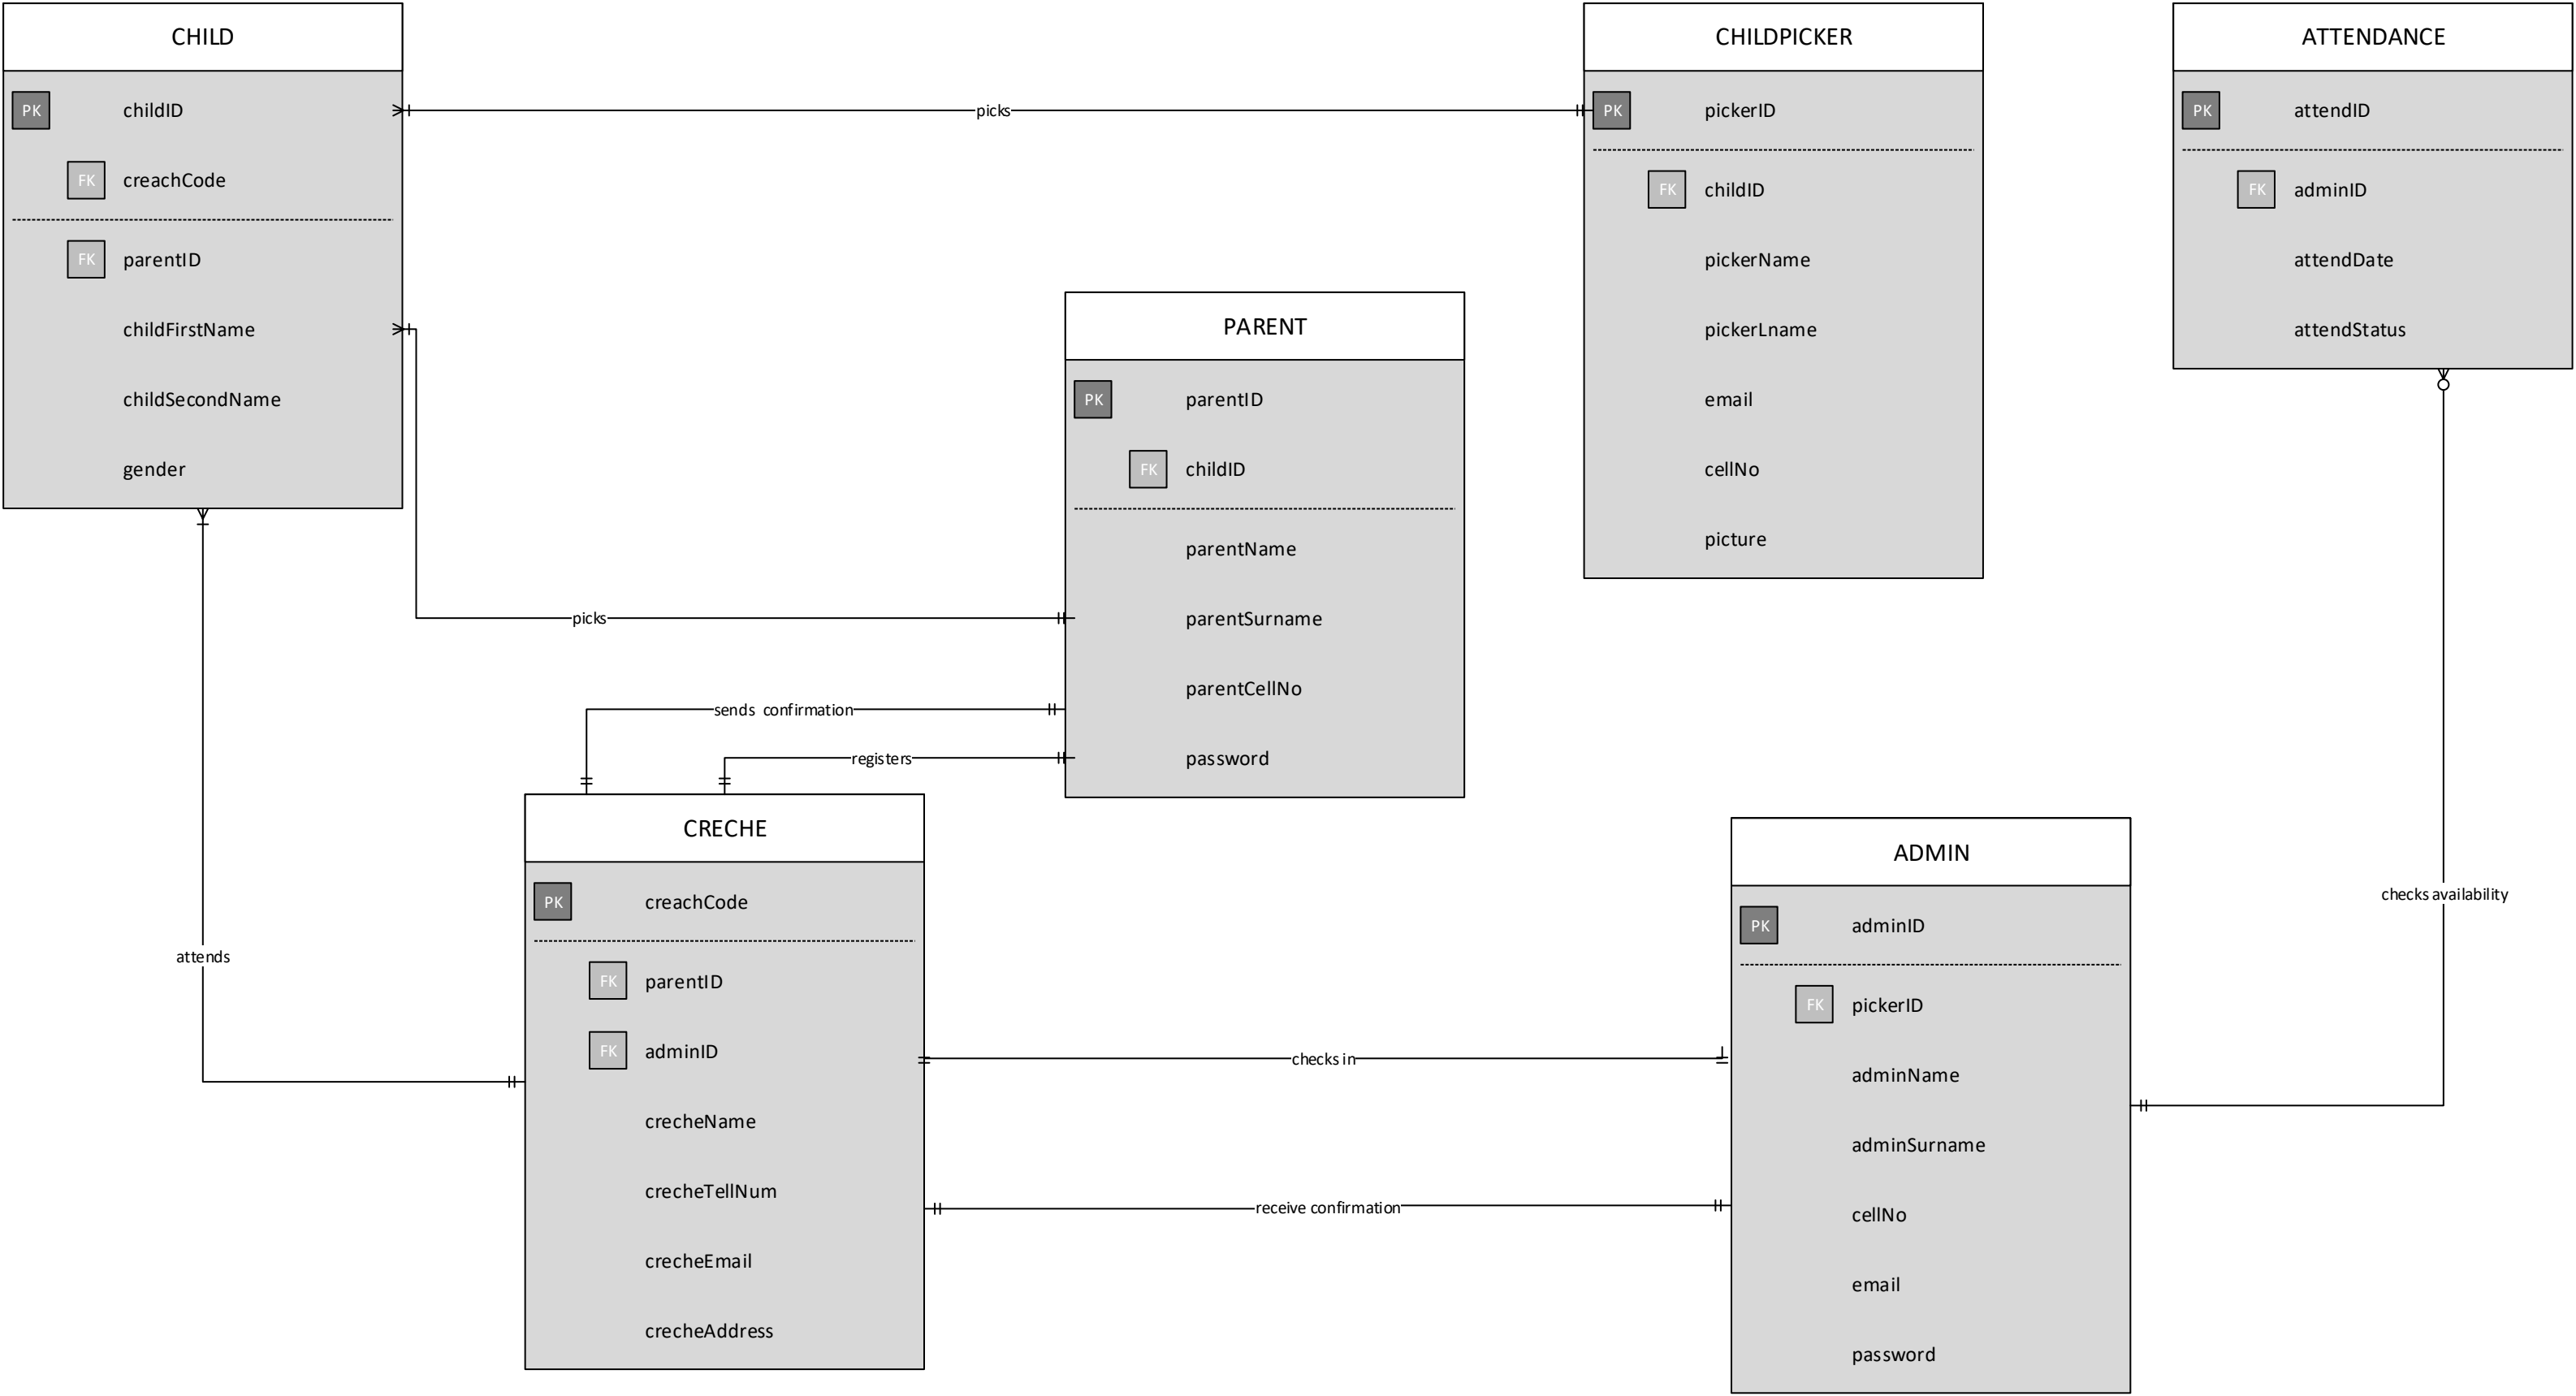 CHILD
PK childID
FK creachCode
FK parentID
childFirstName
childSecondName
gender
picks
CHILDPICKER
PK pickerID
FK childID
pickerName
pickerLname
email
cellNo
picture
ATTENDANCE
PK attendID
FK adminID
attendDate
attendStatus
PARENT
PK parentID
FK childID
parentName
parentSurname
parentCellNo
password
picks
sends confirmation
registers
attends
CRECHE
PK creachCode
FK parentID
FK adminID
crecheName
crecheTellNum
crecheEmail
crecheAddress
checks in
receive confirmation
ADMIN
PK adminID
FK pickerID
adminName
adminSurname
cellNo
email
password
checks availability